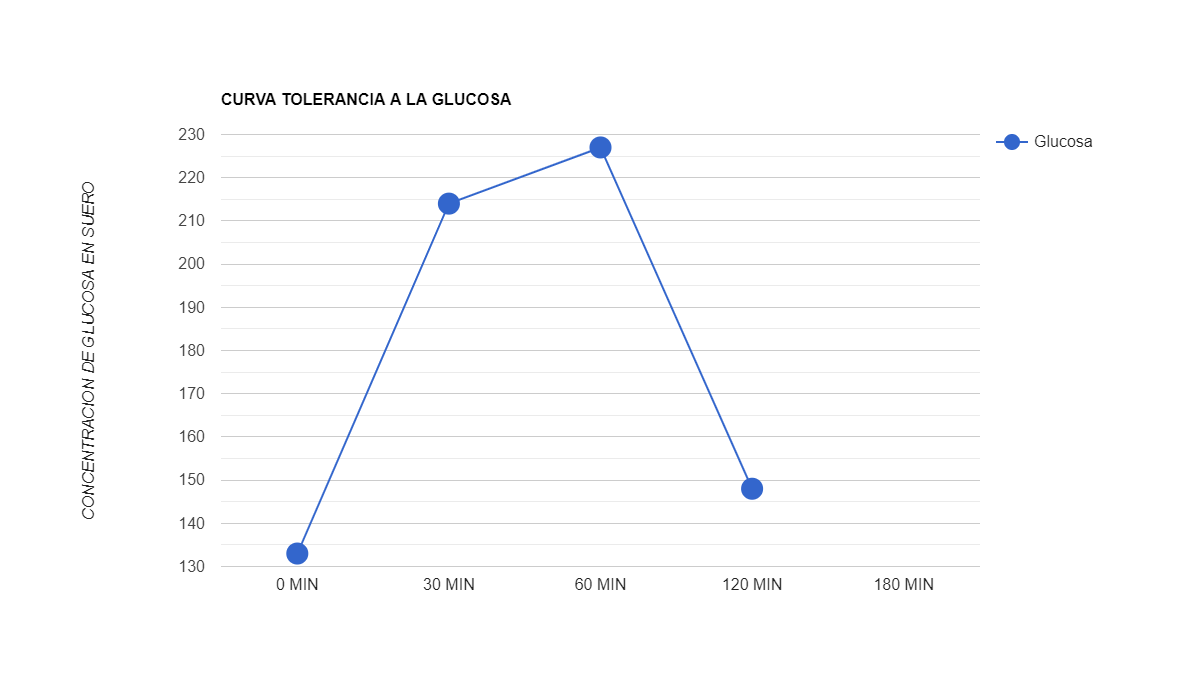 CURVA TOLERANCIA A LA GLUCOSA
Glucosa
CONCENTRACION DE GLUCOSA EN SUERO
230
220
210
200
190
180
170
160
150
140
130
0 MIN 30 MIN 60 MIN 120 MIN 180 MIN